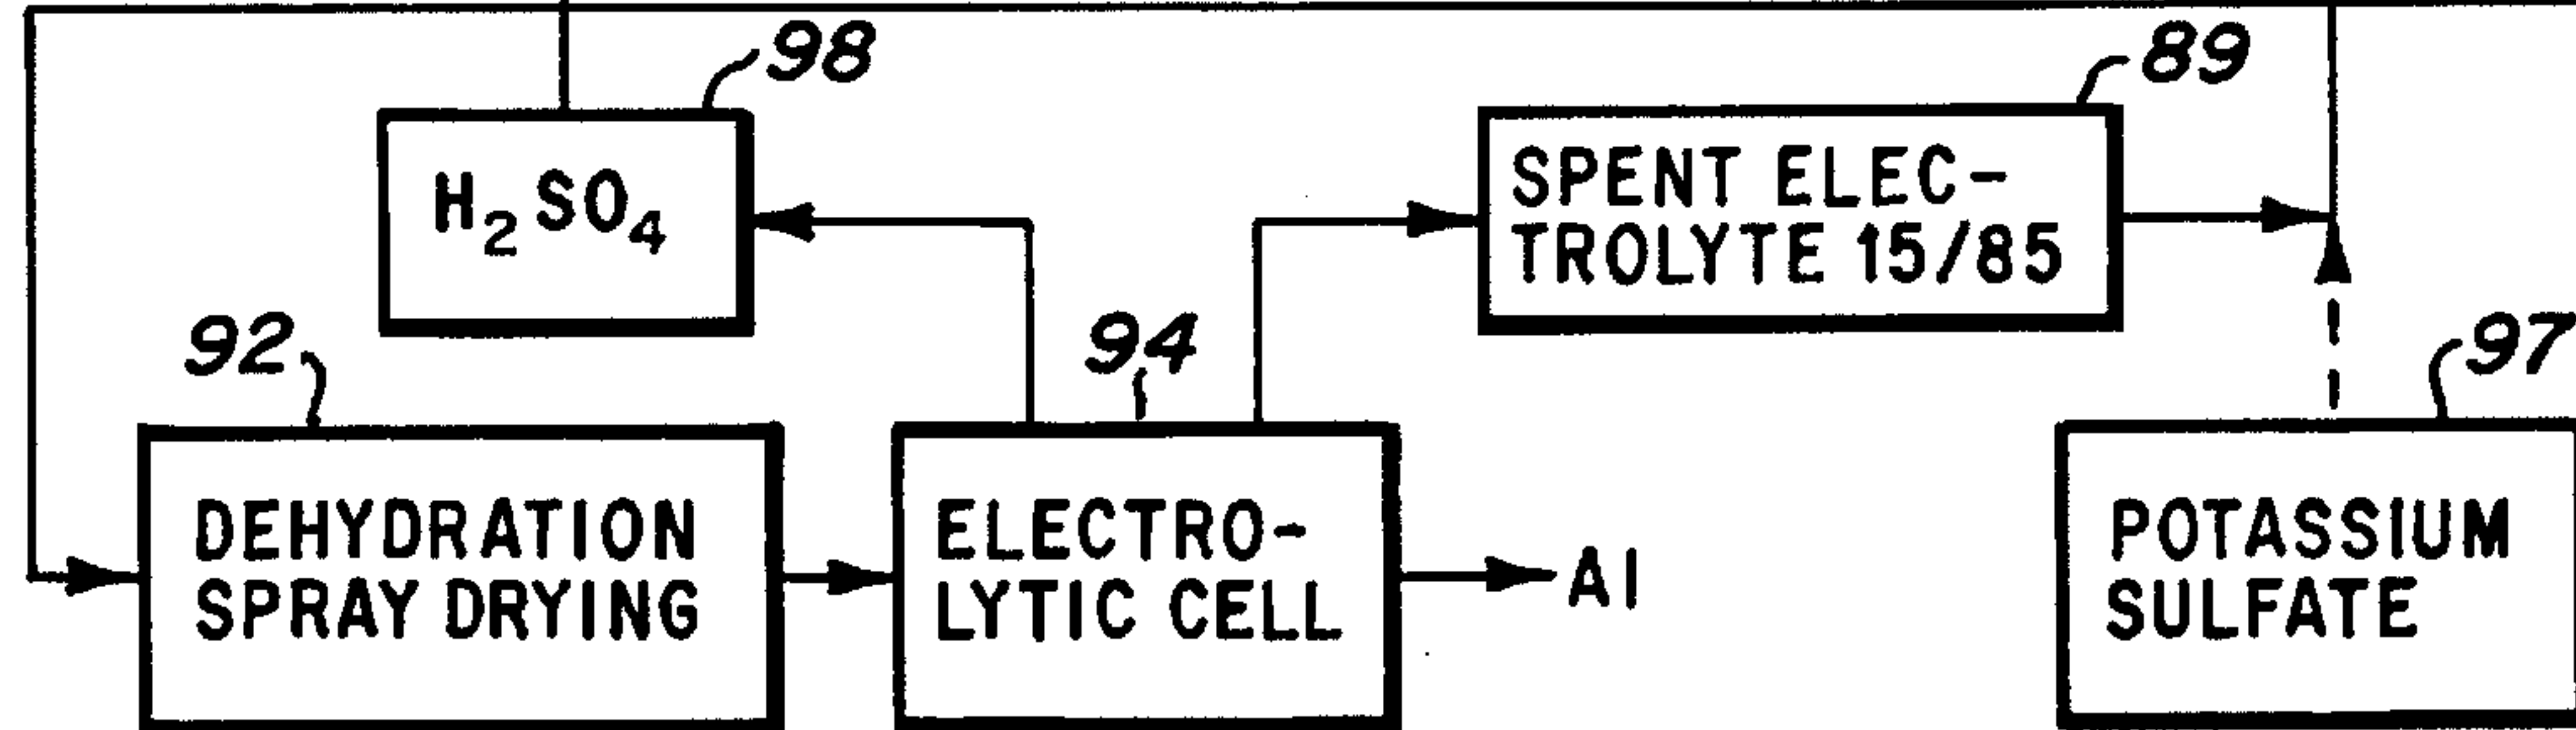 98
89
H2SO4
SPENT ELEC-
TROLYTE 15/85
92
94
97
DEHYDRATION
SPRAY DRYING
ELECTRO-
LYTIC CELL
Al
POTASSIUM
SULFATE